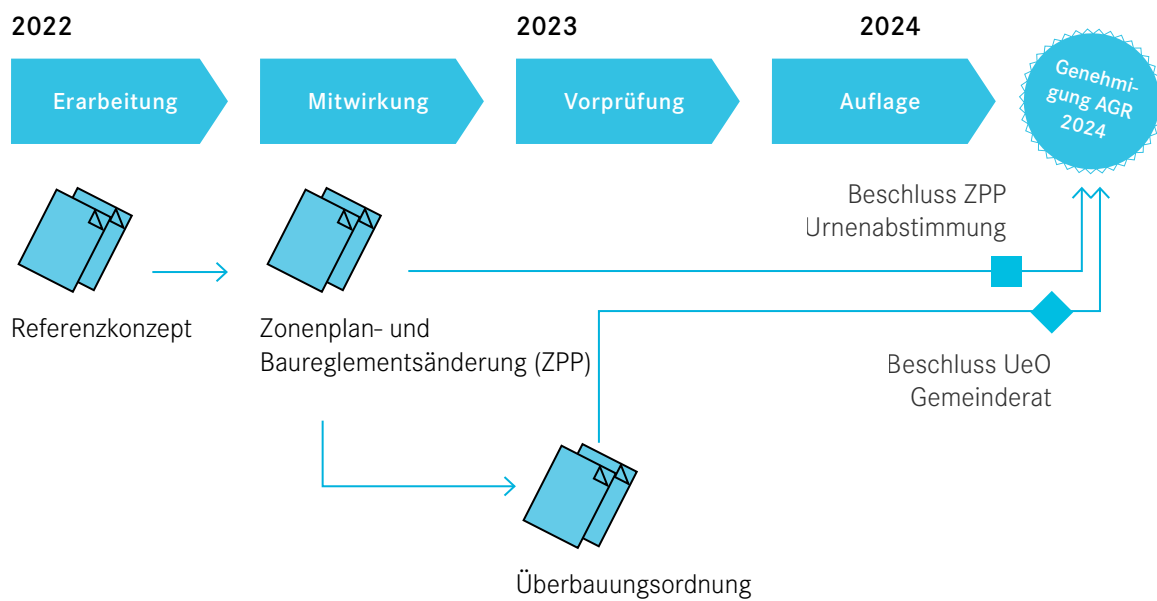 2022
2023
2024
Erarbeitung
Mitwirkung
Vorprüfung
Auflage
Genehmi-
gung AGR
2024
Beschluss ZPP
Urnenabstimmung
Referenzkonzept
Zonenplan- und
Baureglementsänderung (ZPP)
Beschluss UeO
Gemeinderat
Überbauungsordnung